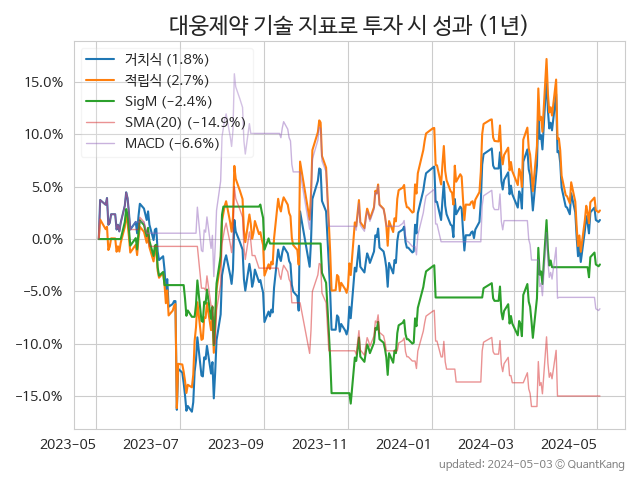 대웅제약 기술 지표로 투자 시 성과 (1년)
거치식 (1.8%)
적립식 (2.7%)
SigM (−2.4%)
SMA(20) (−14.9%)
MACD (−6.6%)
15.0%
10.0%
5.0%
0.0%
−5.0%
−10.0%
−15.0%
2023-05 2023-07 2023-09 2023-11 2024-01 2024-03 2024-05
updated: 2024-05-03 ⓒ QuantKang